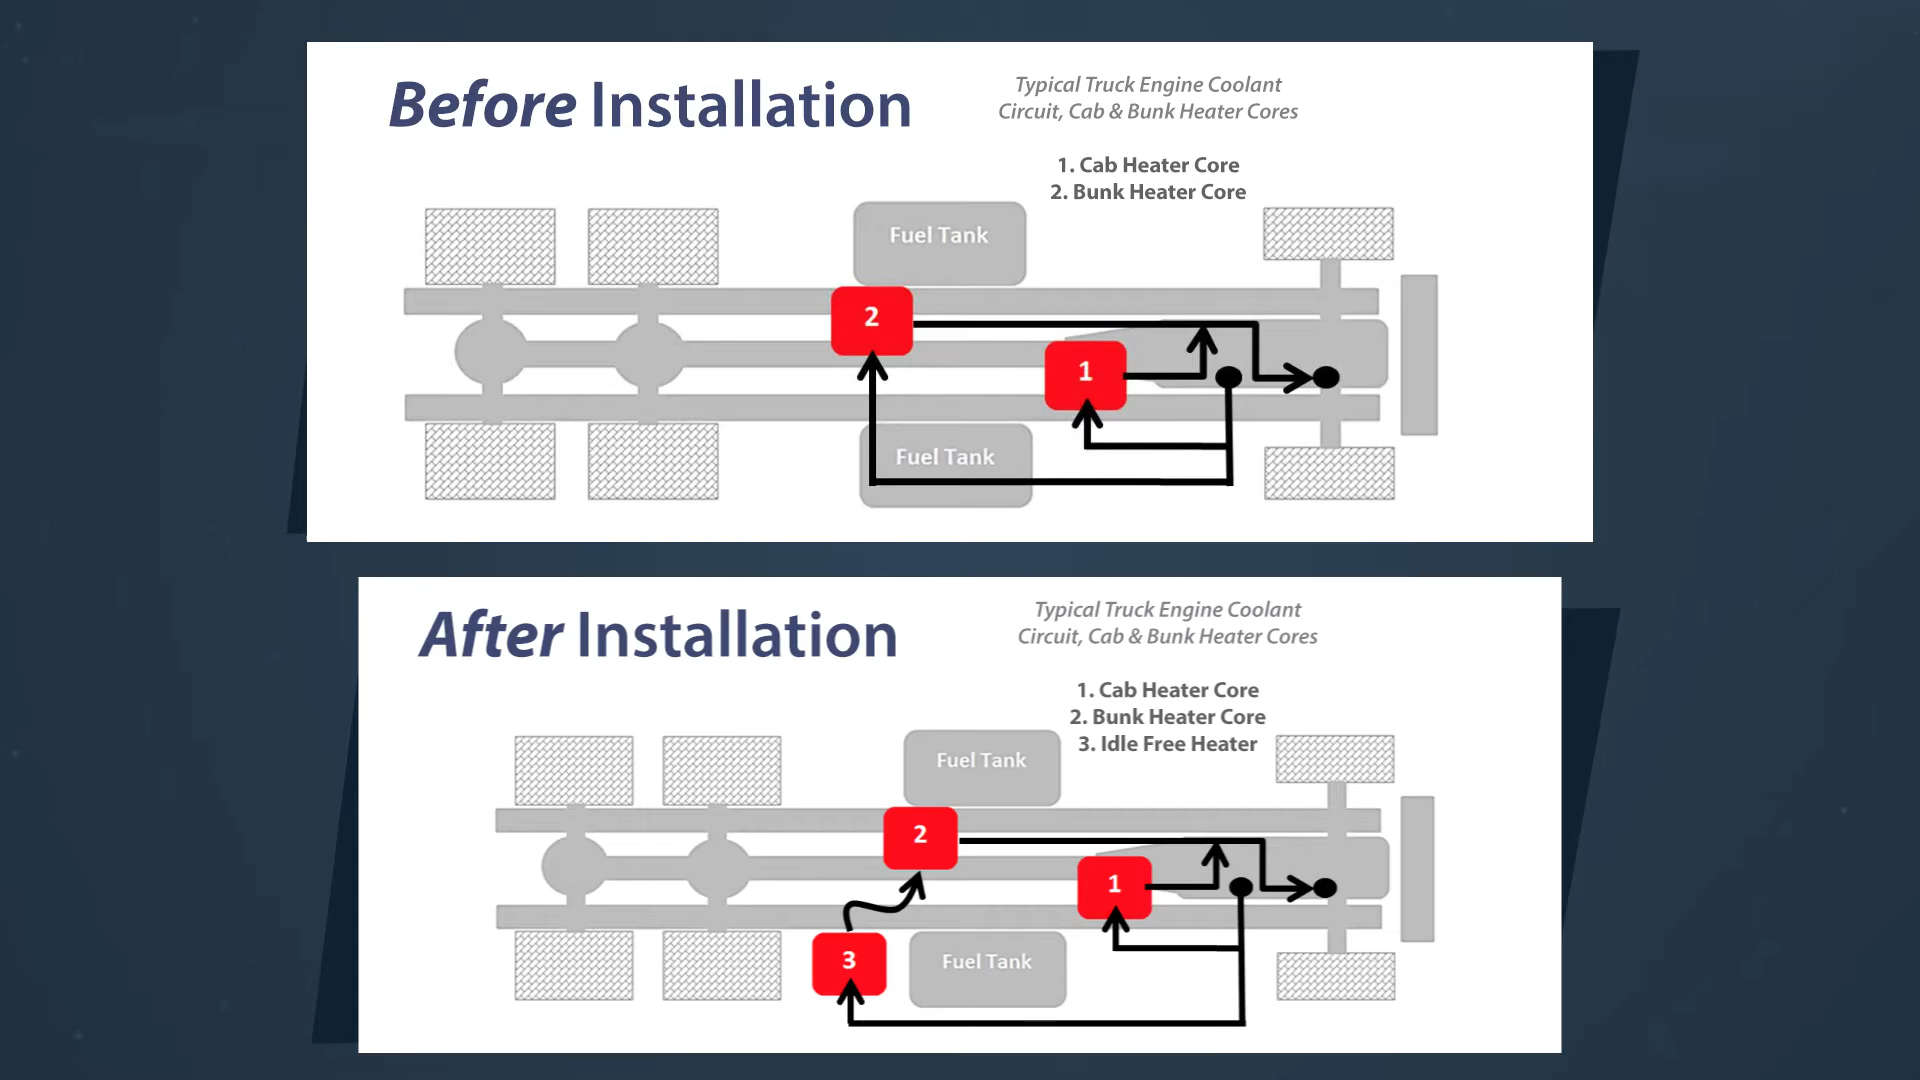 Before Installation
Typical Truck Engine Coolant
Circuit, Cab & Bunk Heater Cores
1. Cab Heater Core
2. Bunk Heater Core
Fuel Tank
2
1
Fuel Tank
After Installation
Typical Truck Engine Coolant
Circuit, Cab & Bunk Heater Cores
1. Cab Heater Core
2. Bunk Heater Core
3. Idle Free Heater
Fuel Tank
2
1
3
Fuel Tank